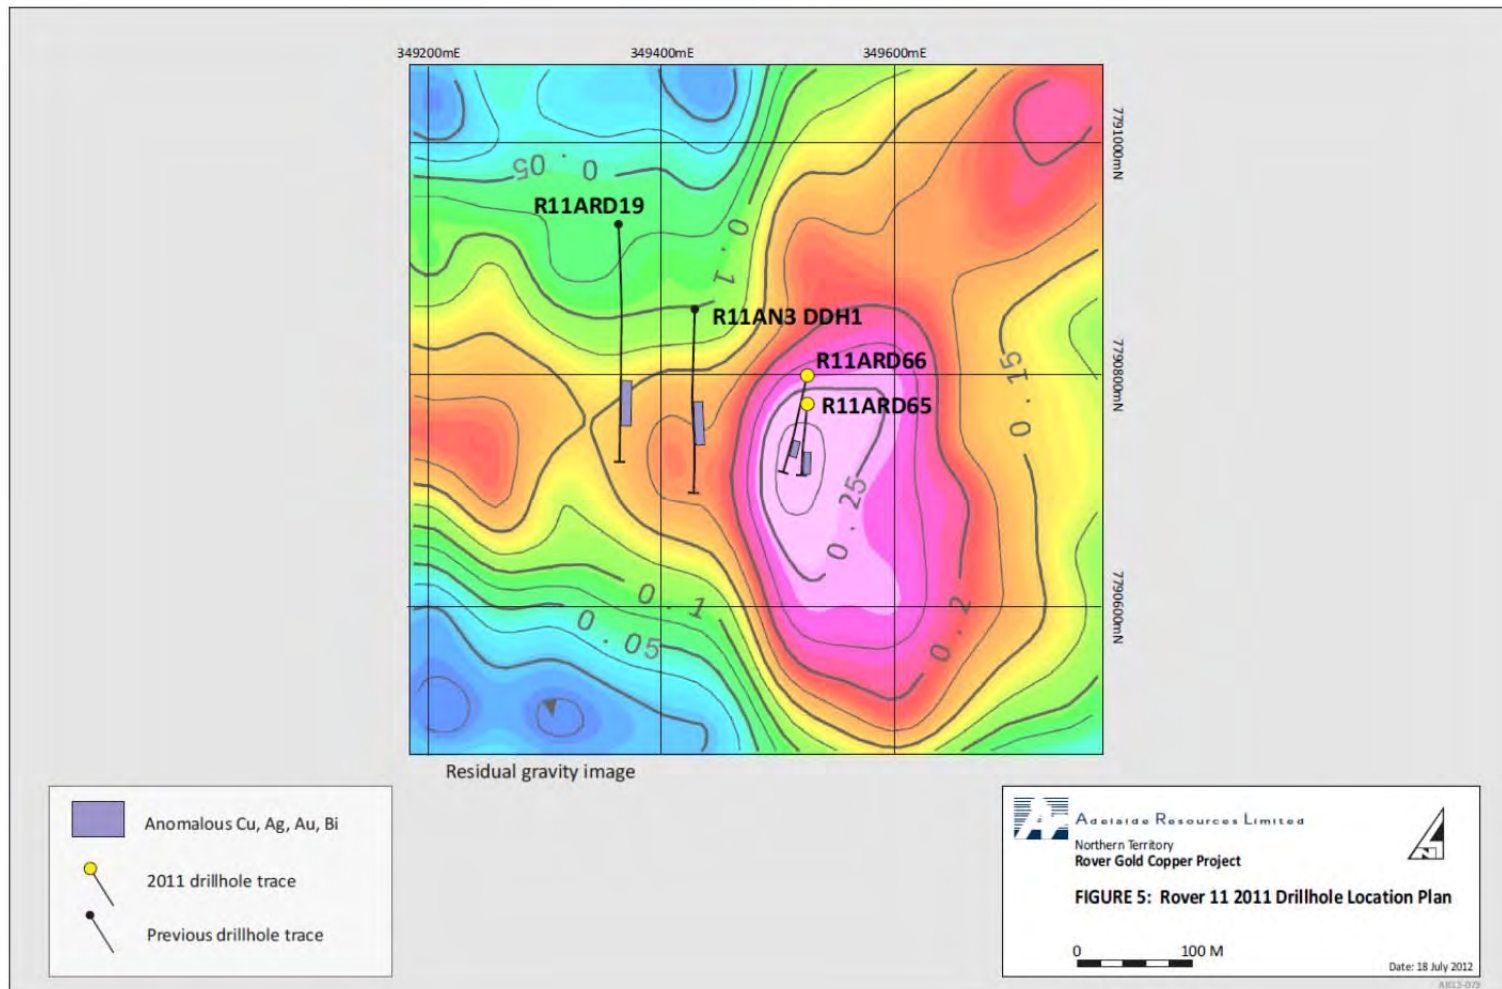 349200mE
349400mE
349600mE
7791000mN
7790800mN
7790600mN
0.05
R11ARD19
0.1
R11AN3 DDH1
R11ARD66
R11ARD65
0.15
0.25
0.1
0.05
0.2
Residual gravity image
Anomalous Cu, Ag, Au, Bi
2011 drillhole trace
Previous drillhole trace
Adelaide Resources Limited
Northern Territory
Rover Gold Copper Project
N
FIGURE 5: Rover 11 2011 Drillhole Location Plan
0 100 M
Date: 18 July 2012